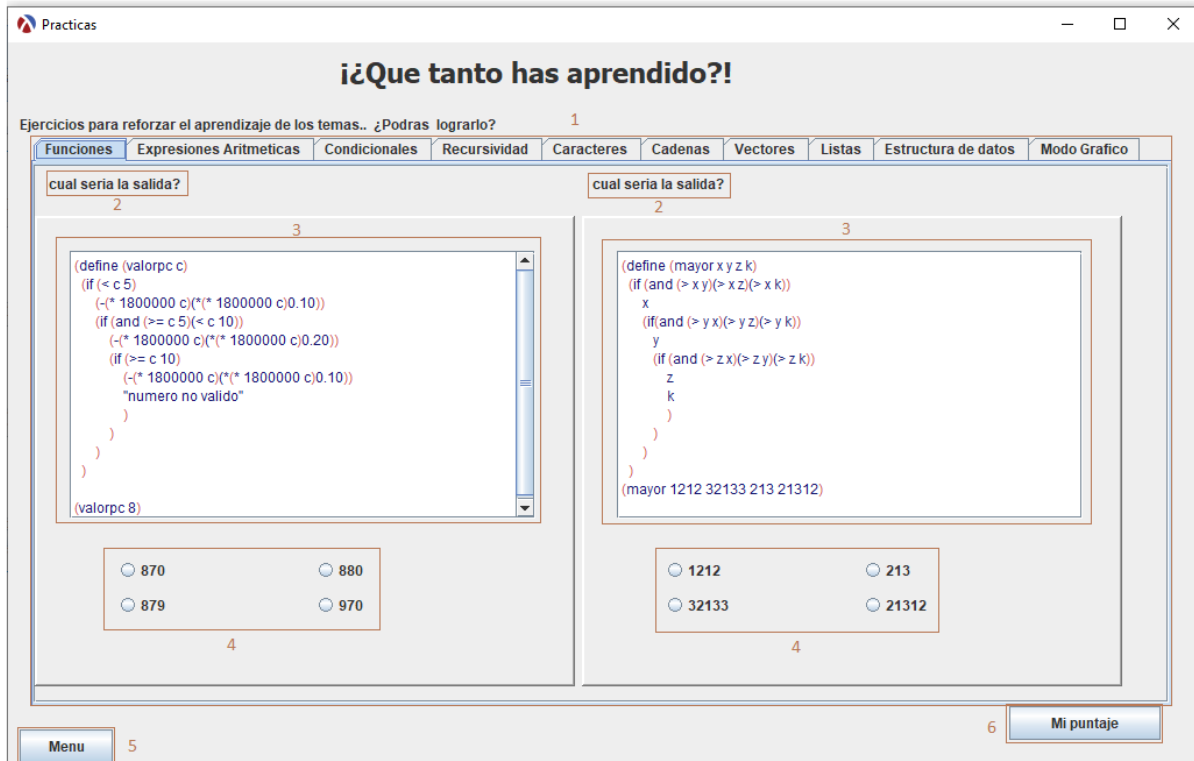 Practicas
¡¿Que tanto has aprendido?!
Ejercicios para reforzar el aprendizaje de los temas.. ¿Podras lograrlo?
1
Funciones Expresiones Aritmeticas Condicionales Recursividad Caracteres Cadenas Vectores Listas Estructura de datos Modo Grafico
cual seria la salida?
2
3
(define (valorpc c)
(if (< c 5)
(-(* 1800000 c)(*(* 1800000 c)0.10))
(if (and (>= c 5)(< c 10))
(-(* 1800000 c)(*(* 1800000 c)0.20))
(if (>= c 10)
(-(* 1800000 c)(*(* 1800000 c)0.10))
"numero no valido"
)
)
)
)
(valorpc 8)
870 880
879 970
4
cual seria la salida?
2
3
(define (mayor x y z k)
(if (and (> x y)(> x z)(> x k))
x
(if(and (> y x)(> y z)(> y k))
y
(if (and (> z x)(> z y)(> z k))
z
k
)
)
)
)
(mayor 1212 32133 213 21312)
1212 213
32133 21312
4
Menu 5
6 Mi puntaje